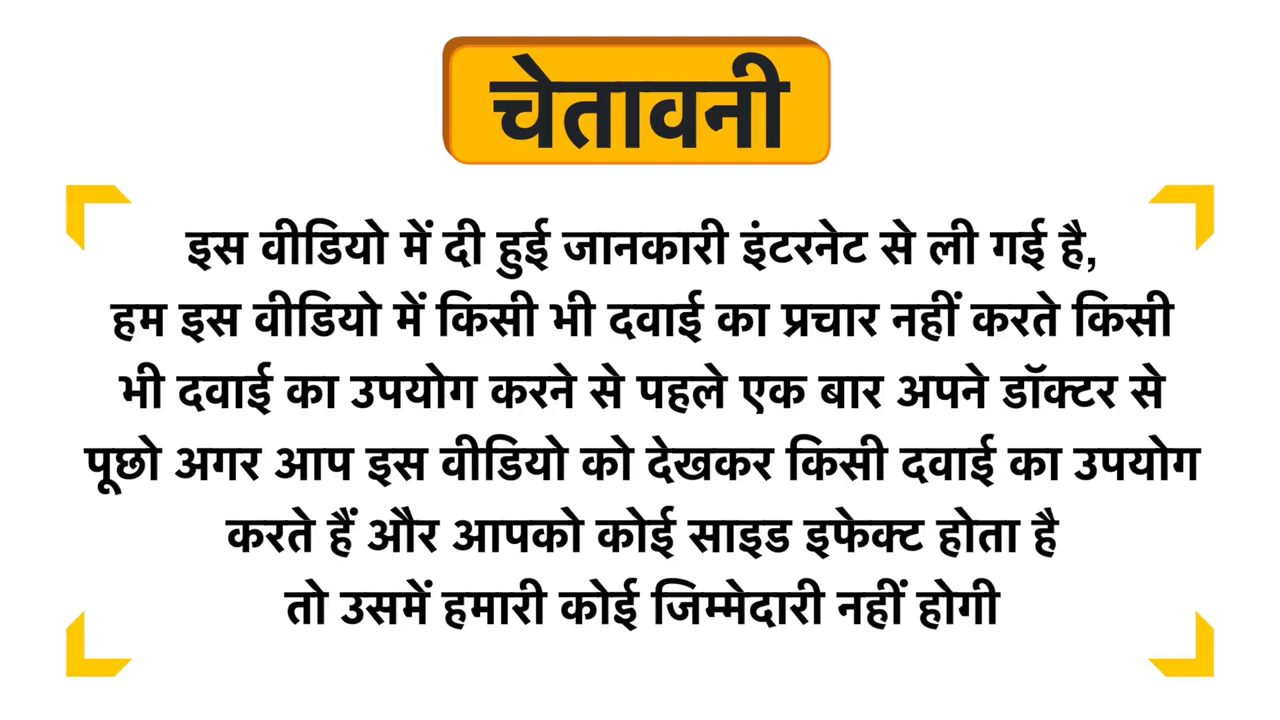 चेतावनी
इस वीडियो में दी हुई जानकारी इंटरनेट से ली गई है,
हम इस वीडियो में किसी भी दवाई का प्रचार नहीं करते किसी
भी दवाई का उपयोग करने से पहले एक बार अपने डॉक्टर से
पूछो अगर आप इस वीडियो को देखकर किसी दवाई का उपयोग
करते हैं और आपको कोई साइड इफेक्ट होता है
तो उसमें हमारी कोई जिम्मेदारी नहीं होगी